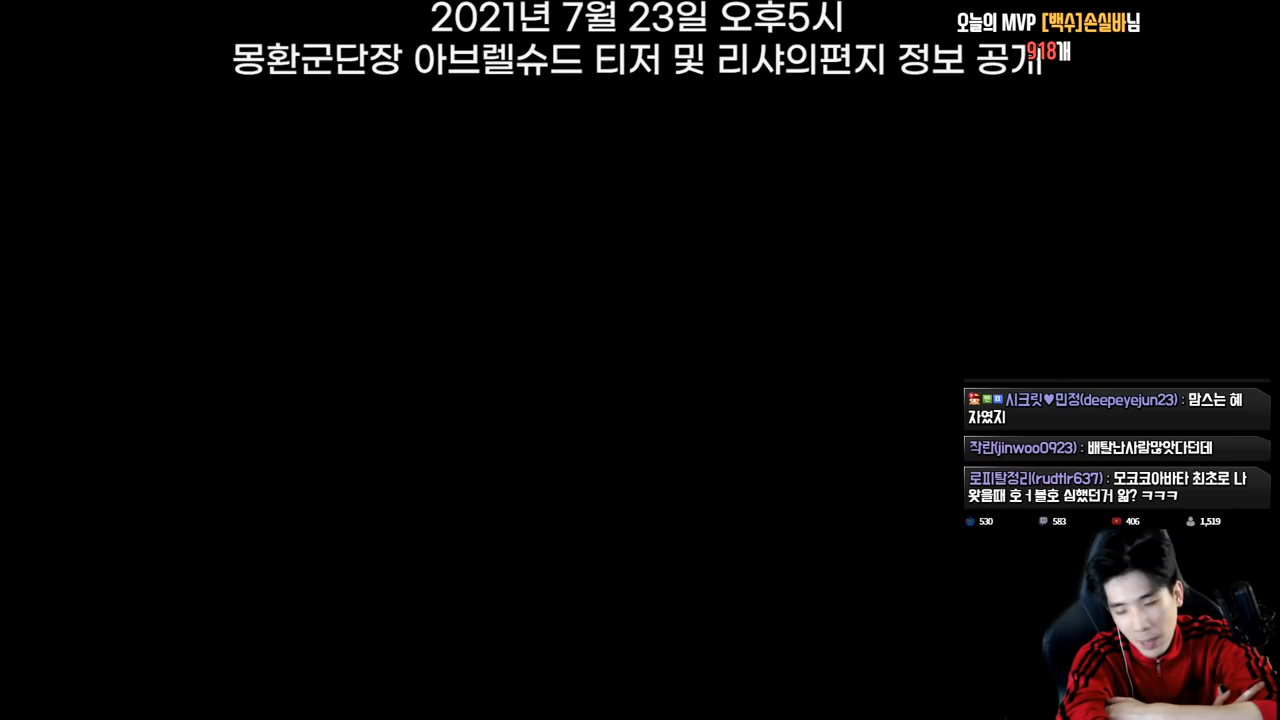 2021년 7월 23일 오후5시
몽환군단장 아브렐슈드 티저 및 리샤의편지 정보 공개
오늘의 MVP [백수]손실바님
918개
시크릿♥민정(deepeyejun23) : 맘스는 혜
자였지
작란(jinwoo0923) : 배탈난사람많앗다던데
로피탈정리(rudtlr637) : 모코코아바타 최초로 나
왖을때 호ㅕ불호 심했던거 앎? ㅋㅋㅋ
530 583 406 1,519